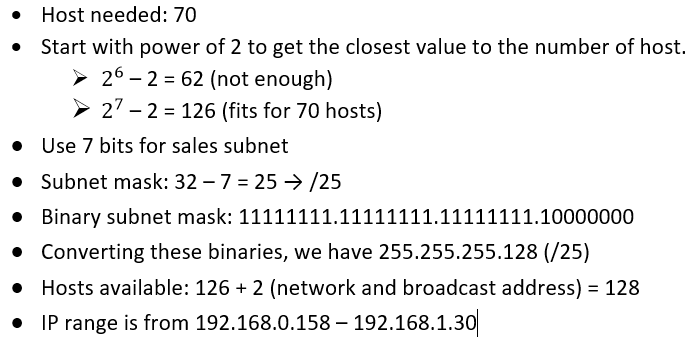 • Host needed: 70
• Start with power of 2 to get the closest value to the number of host.
➤ 2⁶ – 2 = 62 (not enough)
➤ 2⁷ – 2 = 126 (fits for 70 hosts)
• Use 7 bits for sales subnet
• Subnet mask: 32 – 7 = 25 → /25
• Binary subnet mask: 11111111.11111111.11111111.10000000
• Converting these binaries, we have 255.255.255.128 (/25)
• Hosts available: 126 + 2 (network and broadcast address) = 128
• IP range is from 192.168.0.158 – 192.168.1.30